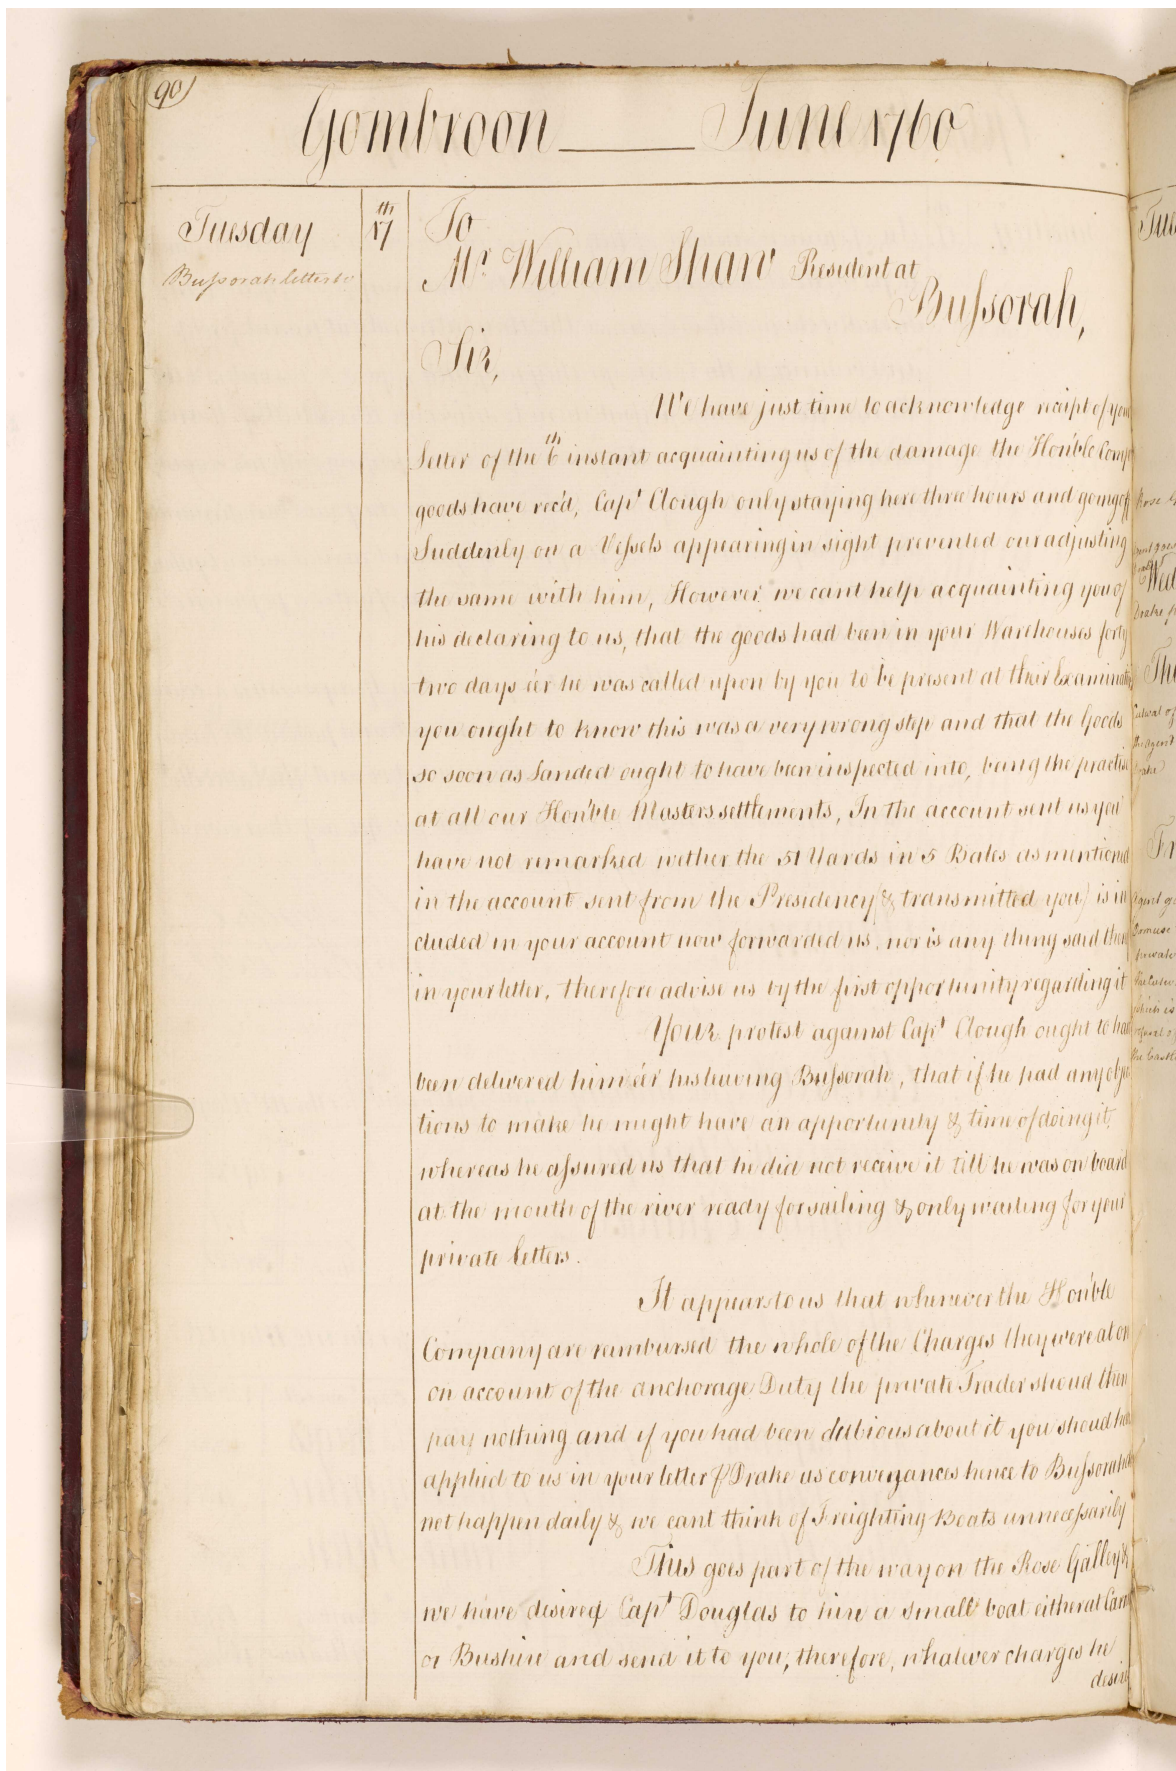 90
Gombroon ___ June 1760
Tuesday
17th
Bussorah letter to
To
Mr. William Shaw President at
Bussorah,
Sir,
We have just time to acknowledge receipt of your
Letter of the 6th instant acquainting us of the damage the Hon'ble Comp
goods have rec'd, Capt Clough only staying here three hours and going off
Suddenly on a Vessels appearing in sight prevented our adjusting
the same with him, However we cant help acquainting you of
his declaring to us, that the goods had been in your Warehouses forty
two days e'er he was called upon by you to be present at their Examination
you ought to know this was a very wrong step and that the Goods
so soon as Landed ought to have been inspected into, being the practise
at all our Hon'ble Masters settlements, In the account sent us you
have not remarked wether the 51 Yards in 5 Bales as mentioned
in the account sent from the Presidency (& transmitted you) is in
cluded in your account now forwarded us, nor is any thing said
in your letter, therefore advise us by the first opportunity regarding it
Your protest against Capt Clough ought to have
been delivered him e'er his leaving Bussorah, that if he had any objec
tions to make he might have an opportunity & time of doing it,
whereas he assured us that he did not receive it till he was on board
at the mouth of the river ready for sailing & only waiting for your
private letters.
It appears to us that whenever the Hon'ble
Company are reimbursed the whole of the Charges they were at
on account of the anchorage Duty the private Trader shoud then
pay nothing and if you had been dubious about it you shoud have
applied to us in your letter p Drake as conveyances hence to Bussorah
not happen daily & we cant think of Freighting Boats unnecessarily
This goes part of the way on the Rose Galley &
we have desired Capt Douglas to hire a small boat either at
or Bushire and send it to you, therefore, whatever charges he
desire
Wed